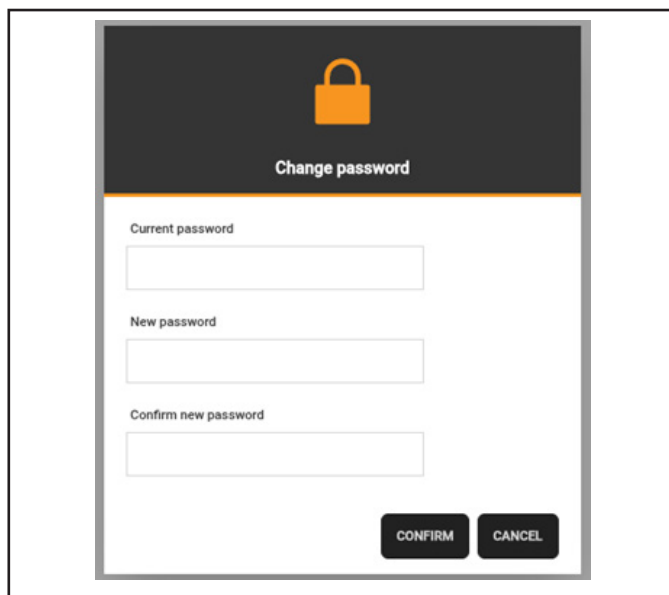 Change password
Current password
New password
Confirm new password
CONFIRM CANCEL